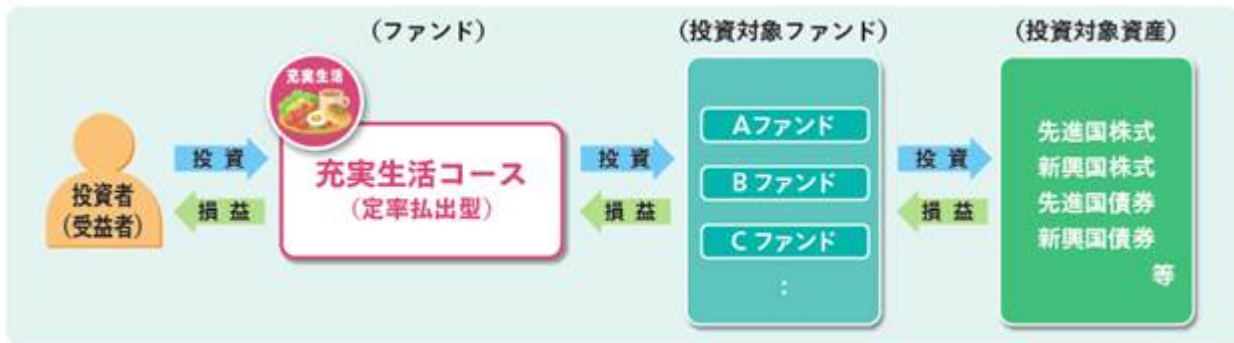 (ファンド)
(投資対象ファンド)
(投資対象資産)
充実生活
投資者
(受益者)
投資
損益
充実生活コース
(定率払出型)
投資
損益
Aファンド
Bファンド
Cファンド
:
投資
損益
先進国株式
新興国株式
先進国債券
新興国債券
等